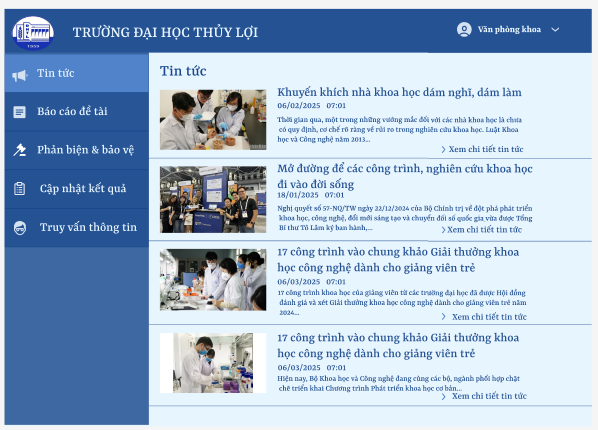 TRƯỜNG ĐẠI HỌC THỦY LỢI
Văn phòng khoa
Tin tức
Báo cáo đề tài
Phản biện & bảo vệ
Cập nhật kết quả
Truy vấn thông tin
Tin tức
Khuyến khích nhà khoa học dám nghĩ, dám làm
06/02/2025 07:01
Thời gian qua, một trong những vướng mắc đối với các nhà khoa học là chưa
có quy định, cơ chế rõ ràng về rủi ro trong nghiên cứu khoa học. Luật Khoa
học và Công nghệ năm 2013...
Xem chi tiết tin tức
Mở đường để các công trình, nghiên cứu khoa học
đi vào đời sống
18/01/2025 07:01
Nghị quyết số 57-NQ/TW ngày 22/12/2024 của Bộ Chính trị về đột phá phát triển
khoa học, công nghệ, đổi mới sáng tạo và chuyển đổi số quốc gia vừa được Tổng
Bí thư Tô Lâm ký ban hành,...
Xem chi tiết tin tức
17 công trình vào chung khảo Giải thưởng khoa
học công nghệ dành cho giảng viên trẻ
06/03/2025 07:01
17 công trình khoa học của giảng viên từ các trường đại học đã được Hội đồng
đánh giá và xét Giải thưởng khoa học công nghệ dành cho giảng viên trẻ năm
2024...
Xem chi tiết tin tức
17 công trình vào chung khảo Giải thưởng khoa
học công nghệ dành cho giảng viên trẻ
06/03/2025 07:01
Hiện nay, Bộ Khoa học và Công nghệ đang cùng các bộ, ngành phối hợp chặt
chẽ triển khai Chương trình Phát triển khoa học cơ bản...
Xem chi tiết tin tức